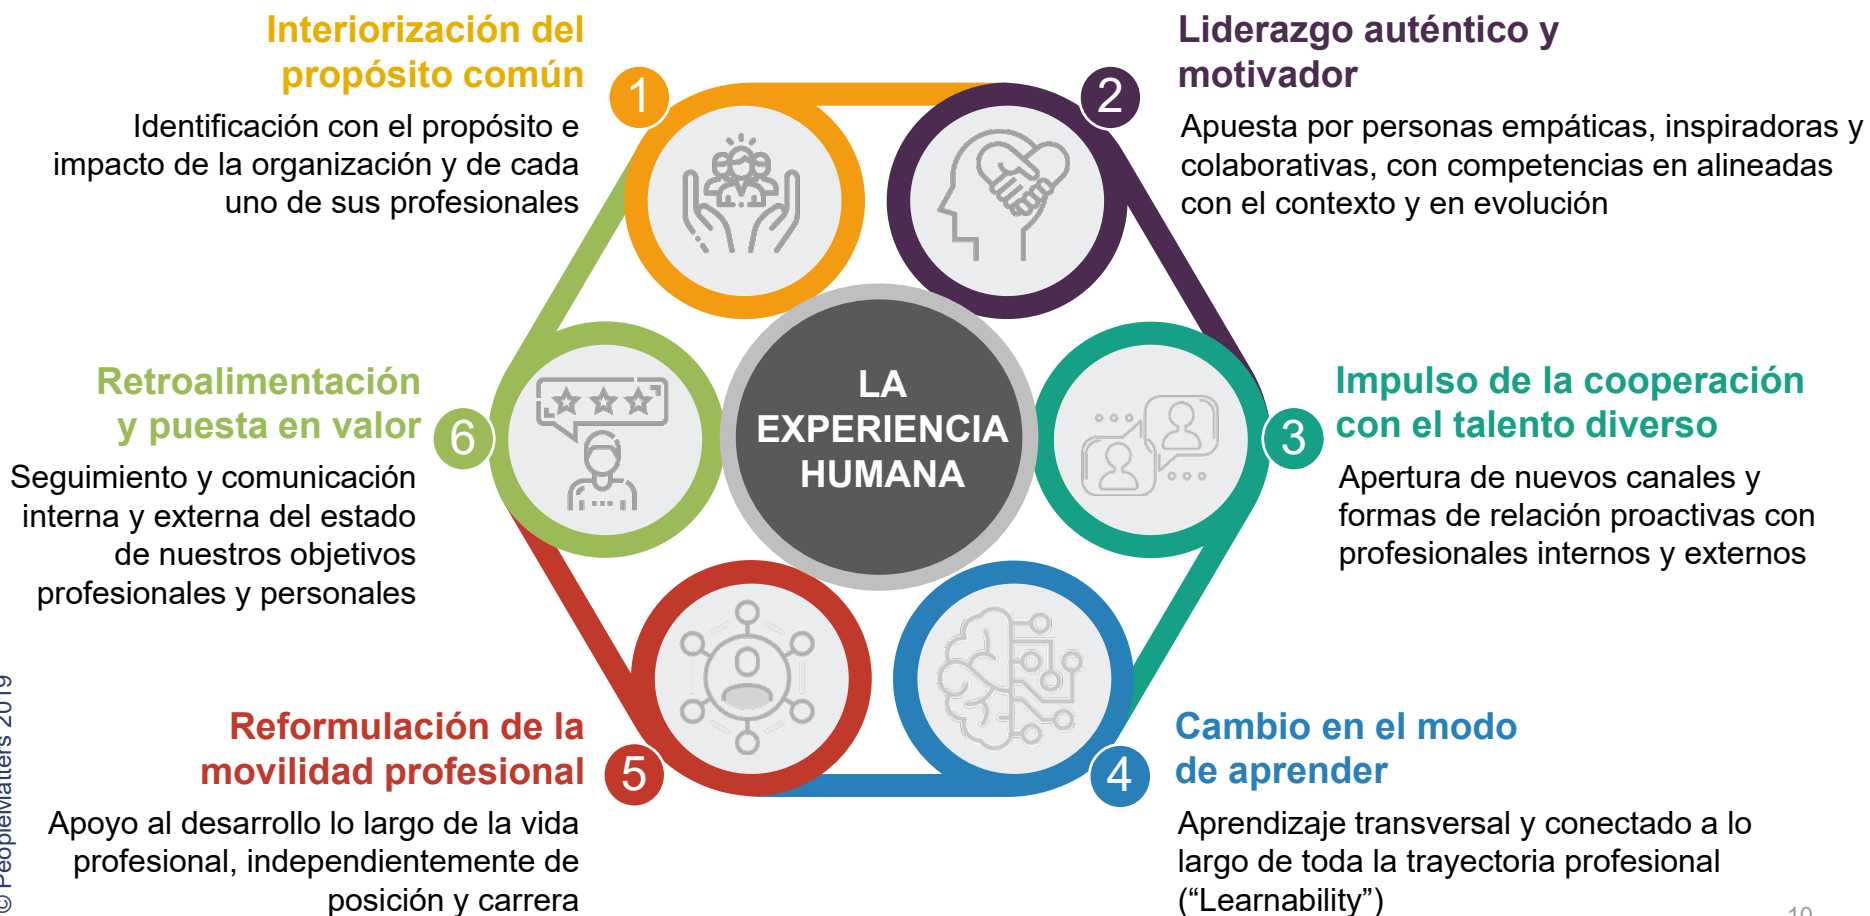 Interiorización del
propósito común
1
Identificación con el propósito e
impacto de la organización y de cada
uno de sus profesionales
Liderazgo auténtico y
motivador
2
Apuesta por personas empáticas, inspiradoras y
colaborativas, con competencias en alineadas
con el contexto y en evolución
LA
EXPERIENCIA
HUMANA
Impulso de la cooperación
con el talento diverso
3
Apertura de nuevos canales y
formas de relación proactivas con
profesionales internos y externos
Cambio en el modo
de aprender
4
Aprendizaje transversal y conectado a lo
largo de toda la trayectoria profesional
(“Learnability”)
Reformulación de la
movilidad profesional
5
Apoyo al desarrollo lo largo de la vida
profesional, independientemente de
posición y carrera
Retroalimentación
y puesta en valor
6
Seguimiento y comunicación
interna y externa del estado
de nuestros objetivos
profesionales y personales
© PeopleMatters 2019
10